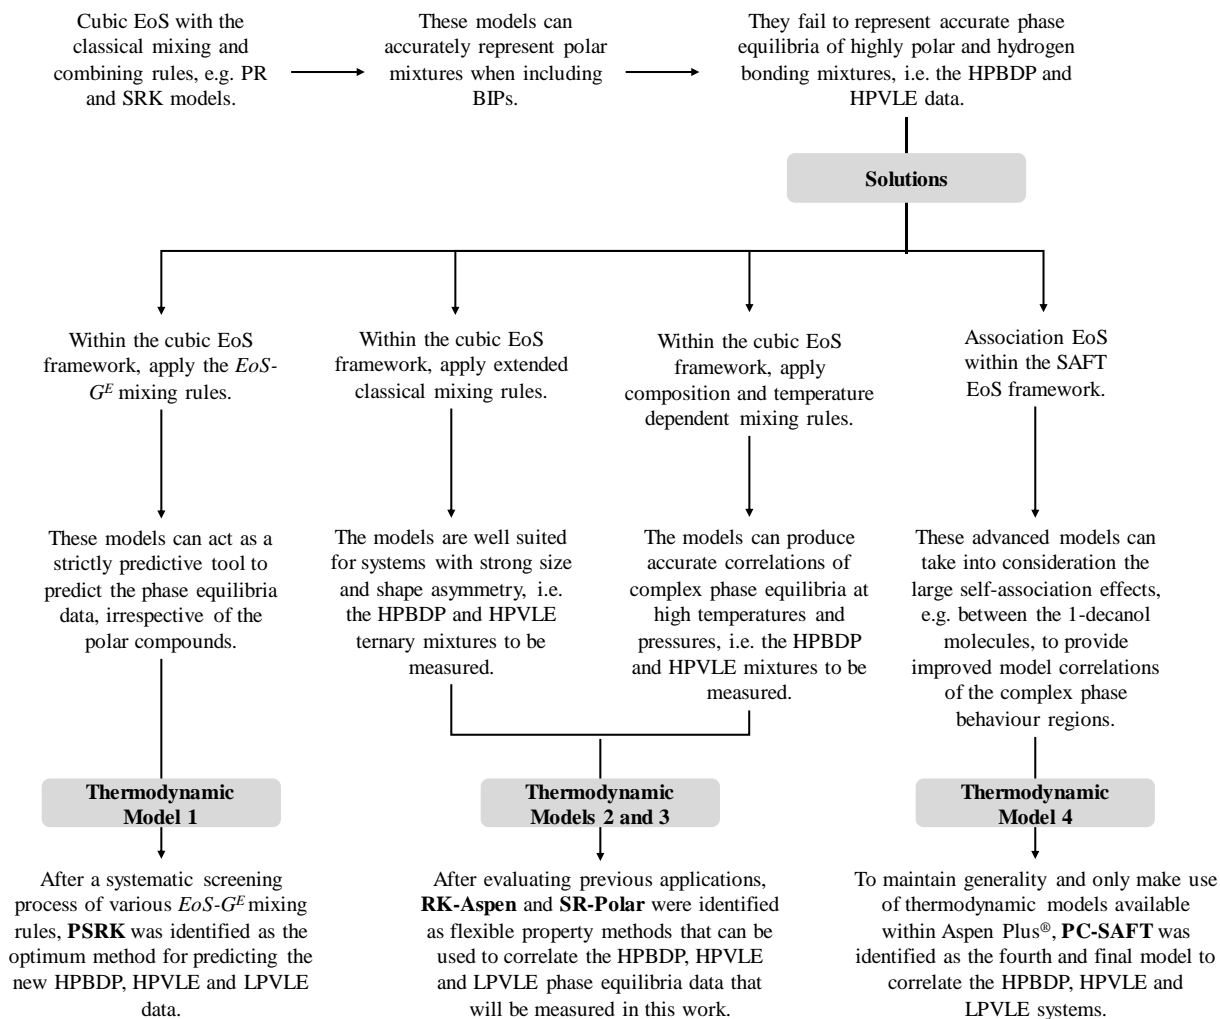 Cubic EoS with the
classical mixing and
combining rules, e.g. PR
and SRK models.
These models can
accurately represent polar
mixtures when including
BIPs.
They fail to represent accurate phase
equilibria of highly polar and hydrogen
bonding mixtures, i.e. the HPBDP and
HPVLE data.
Solutions
Within the cubic EoS
framework, apply the EoS-
G^E mixing rules.
Within the cubic EoS
framework, apply extended
classical mixing rules.
Within the cubic EoS
framework, apply
composition and temperature
dependent mixing rules.
Association EoS
within the SAFT
EoS framework.
These models can act as a
strictly predictive tool to
predict the phase equilibria
data, irrespective of the
polar compounds.
The models are well suited
for systems with strong size
and shape asymmetry, i.e.
the HPBDP and HPVLE
ternary mixtures to be
measured.
The models can produce
accurate correlations of
complex phase equilibria at
high temperatures and
pressures, i.e. the HPBDP
and HPVLE mixtures to be
measured.
These advanced models can
take into consideration the
large self-association effects,
e.g. between the 1-decanol
molecules, to provide
improved model correlations
of the complex phase
behaviour regions.
Thermodynamic
Model 1
Thermodynamic
Models 2 and 3
Thermodynamic
Model 4
After a systematic screening
process of various EoS-G^E mixing
rules, PSRK was identified as the
optimum method for predicting the
new HPBDP, HPVLE and LPVLE
data.
After evaluating previous applications,
RK-Aspen and SR-Polar were identified
as flexible property methods that can be
used to correlate the HPBDP, HPVLE
and LPVLE phase equilibria data that
will be measured in this work.
To maintain generality and only make use
of thermodynamic models available
within Aspen Plus®, PC-SAFT was
identified as the fourth and final model to
correlate the HPBDP, HPVLE and
LPVLE systems.